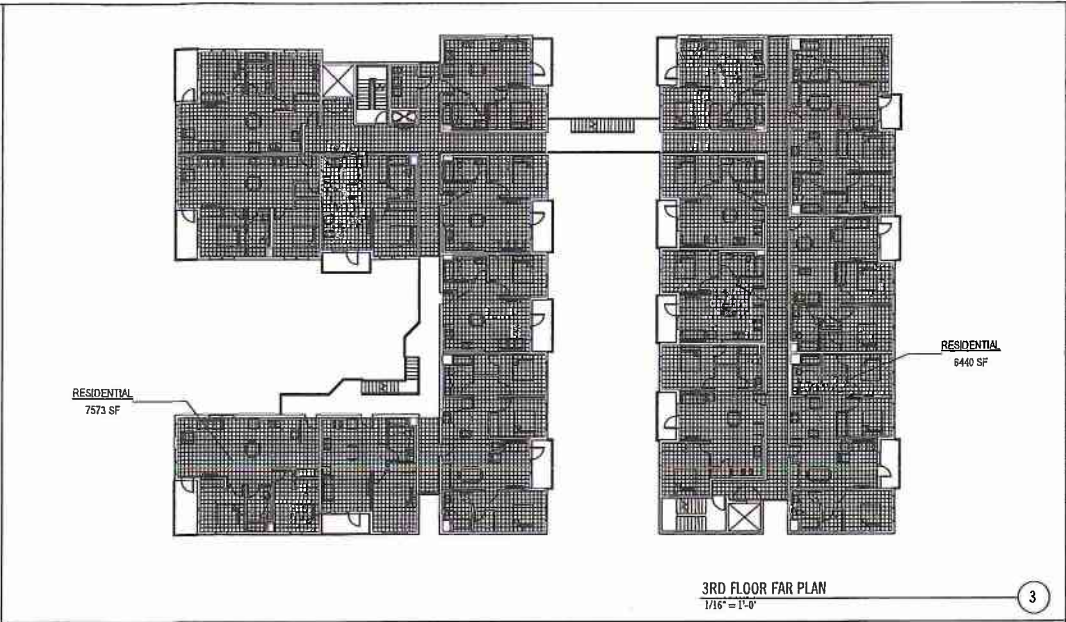 RESIDENTIAL
7573 SF
RESIDENTIAL
6440 SF
3RD FLOOR FAR PLAN
1/16" = 1'-0"
3